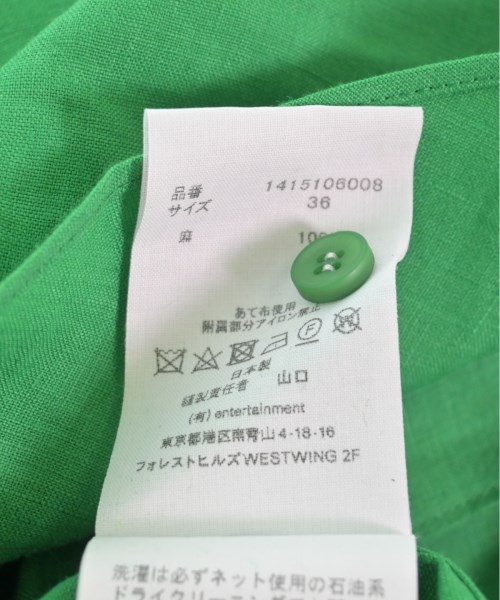 品番 1415106008
サイズ 36
麻
あて布使用
附属部分アイロン禁止
F W
日本製
縫製責任者 山口
(有) entertainment
東京都港区南青山4-18-16
フォレストヒルズWESTWING 2F
洗濯は必ずネット使用の石油系